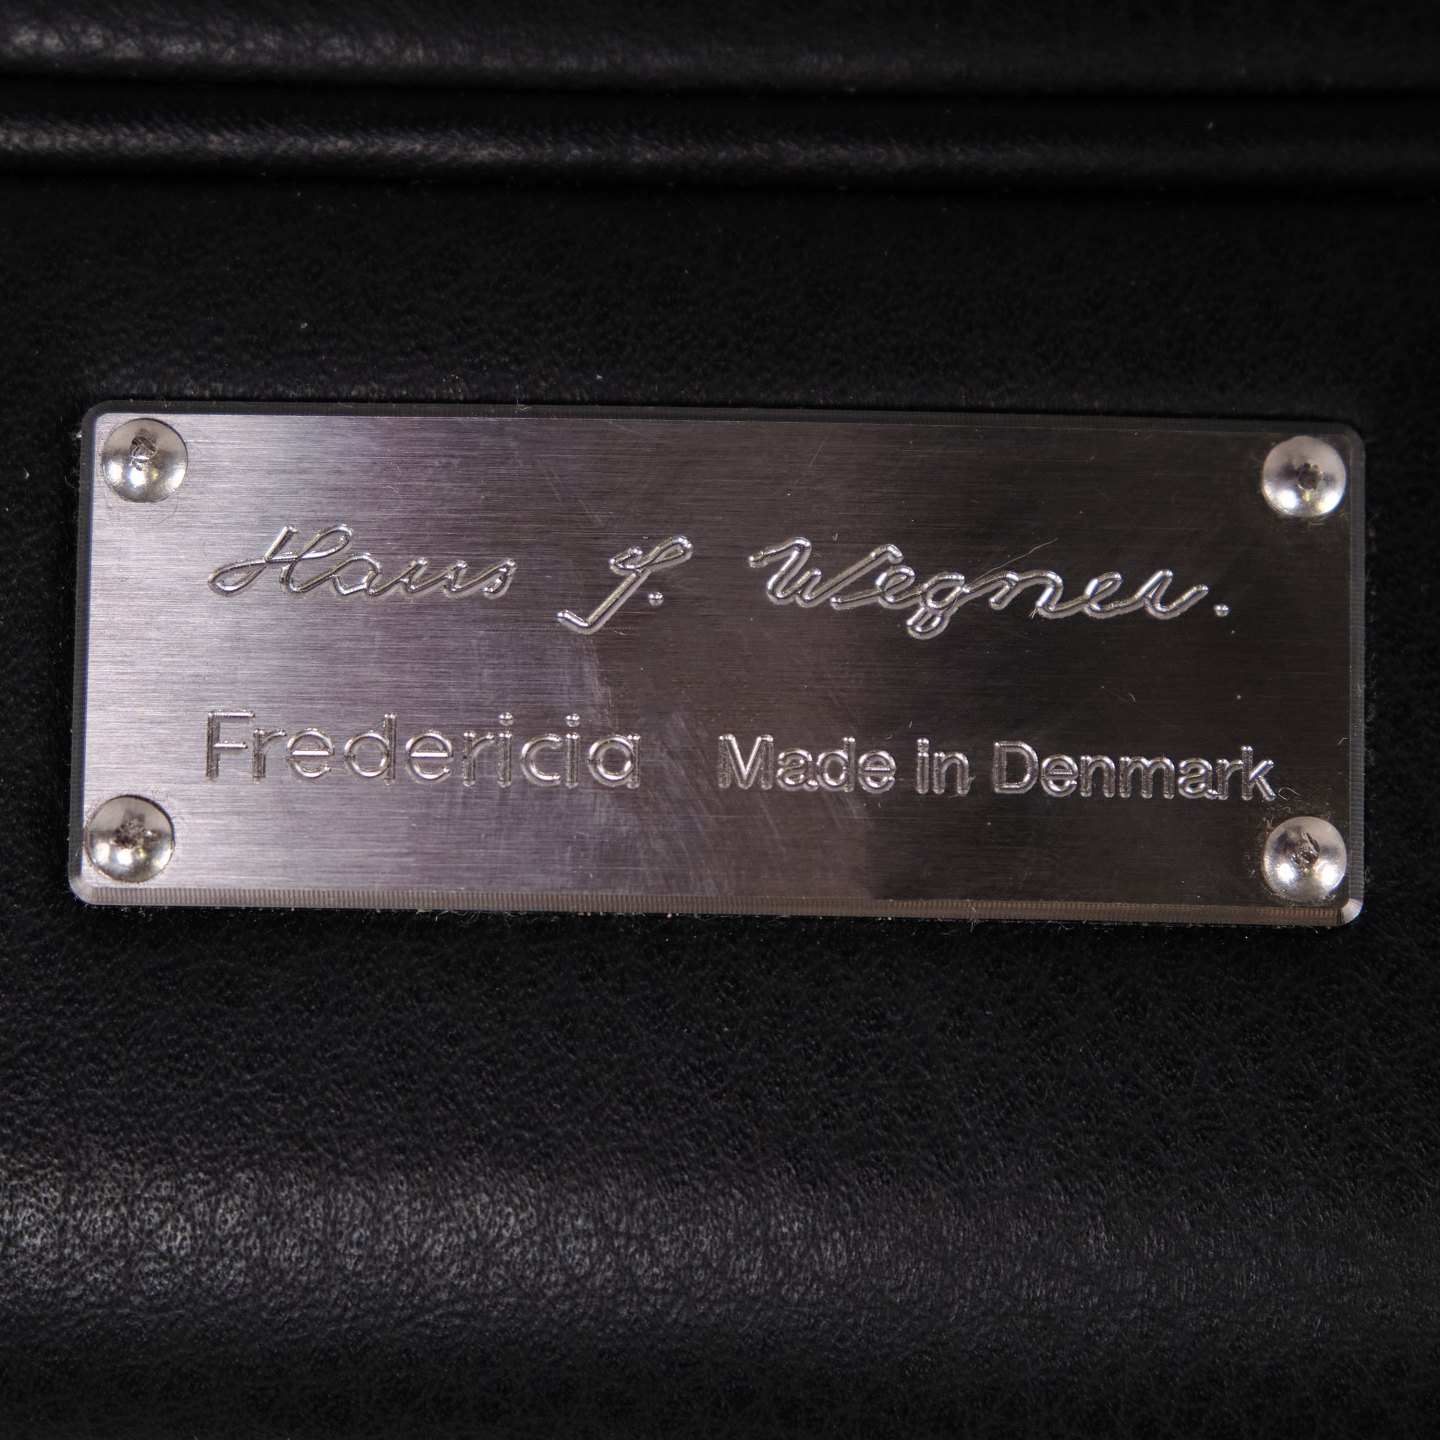 Hans J. Wegner.
Fredericia Made in Denmark